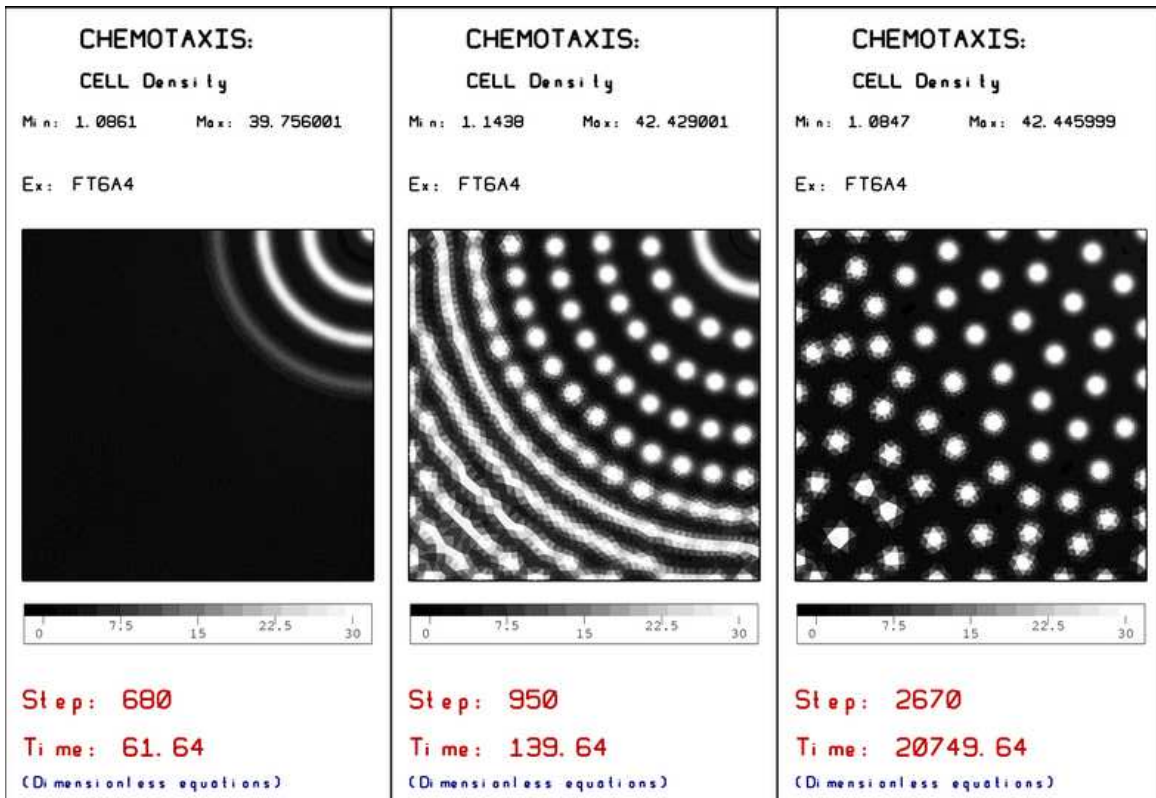 CHEMOTAXIS:
CELL Density
Min: 1.0861 Max: 39.756001
Ex: FT6A4
0 7.5 15 22.5 30
Step: 680
Time: 61.64
(Dimensionless equations)
CHEMOTAXIS:
CELL Density
Min: 1.1438 Max: 42.429001
Ex: FT6A4
0 7.5 15 22.5 30
Step: 950
Time: 139.64
(Dimensionless equations)
CHEMOTAXIS:
CELL Density
Min: 1.0847 Max: 42.445999
Ex: FT6A4
0 7.5 15 22.5 30
Step: 2670
Time: 20749.64
(Dimensionless equations)